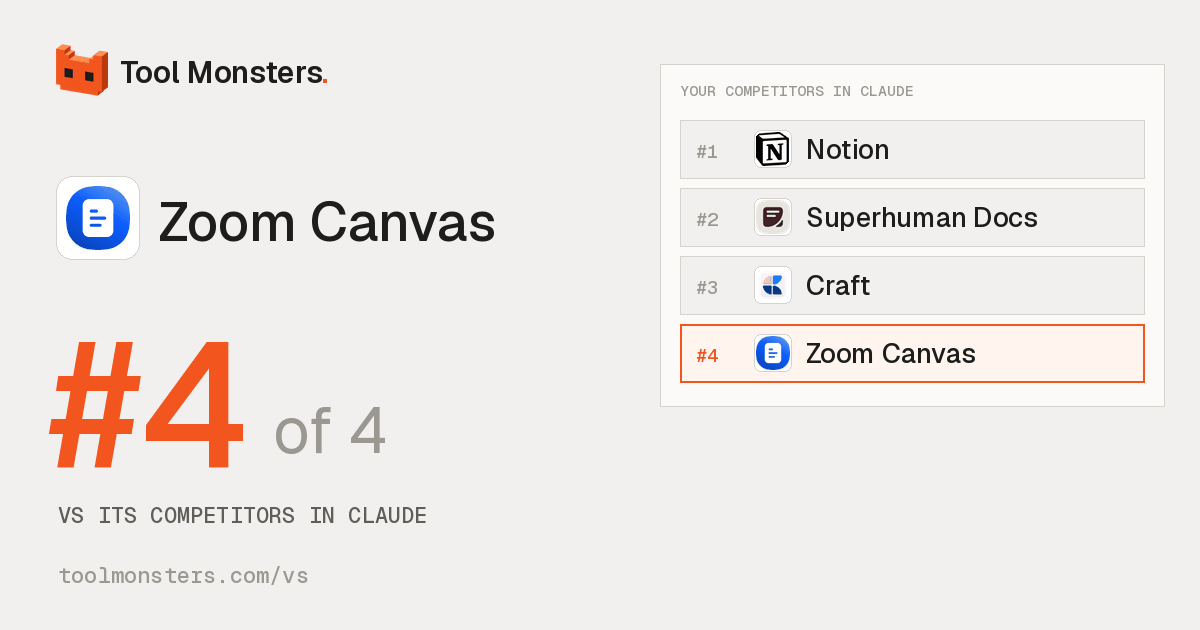 Tool Monsters.
Zoom Canvas
#4 of 4
VS ITS COMPETITORS IN CLAUDE
toolmonsters.com/vs
YOUR COMPETITORS IN CLAUDE
#1 Notion
#2 Superhuman Docs
#3 Craft
#4 Zoom Canvas